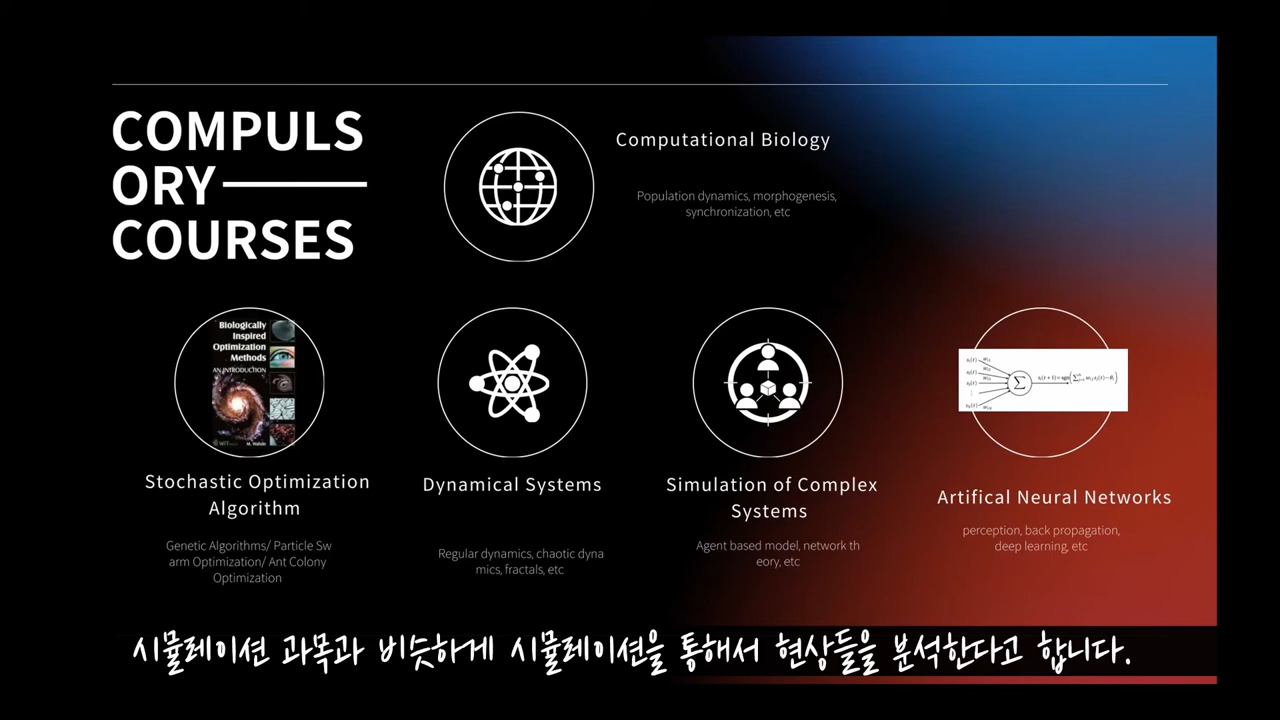 COMPULS
ORY
COURSES
Computational Biology
Population dynamics, morphogenesis,
synchronization, etc
Biologically
Inspired
Optimization
Methods
AN INTRODUCTION
M. Wahde
Stochastic Optimization
Algorithm
Genetic Algorithms/ Particle Sw
arm Optimization/ Ant Colony
Optimization
Dynamical Systems
Regular dynamics, chaotic dyna
mics, fractals, etc
Simulation of Complex
Systems
Agent based model, network th
eory, etc
Artifical Neural Networks
perception, back propagation,
deep learning, etc
시뮬레이션 과목과 비슷하게 시뮬레이션을 통해서 현상들을 분석한다고 합니다.